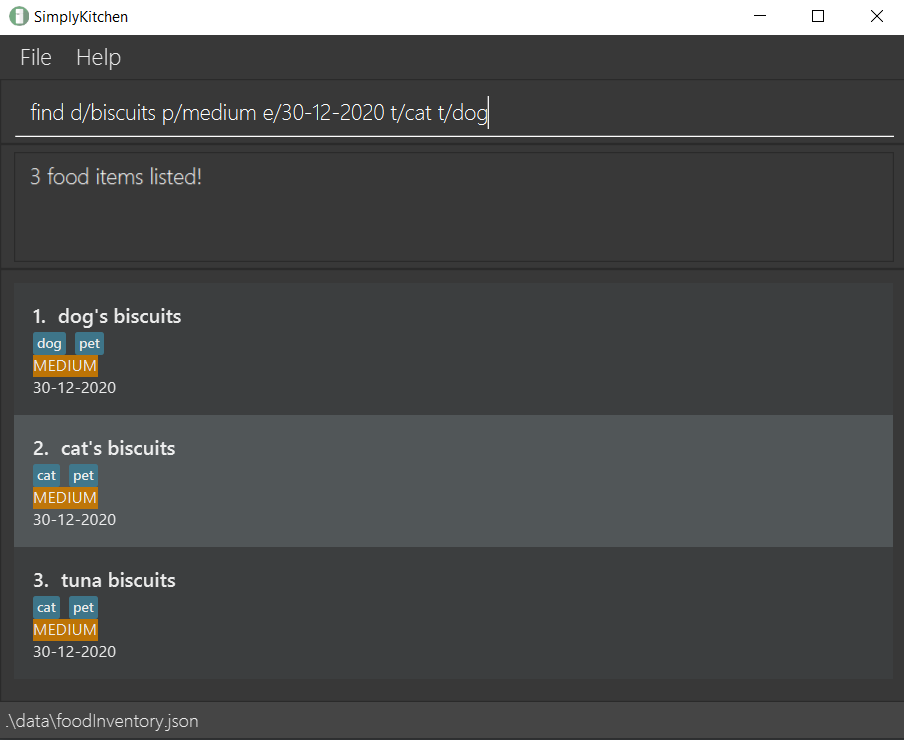 SimplyKitchen
File Help
find d/biscuits p/medium e/30-12-2020 t/cat t/dog
3 food items listed!
1. dog's biscuits
dog pet
MEDIUM
30-12-2020
2. cat's biscuits
cat pet
MEDIUM
30-12-2020
3. tuna biscuits
cat pet
MEDIUM
30-12-2020
.\data\foodInventory.json